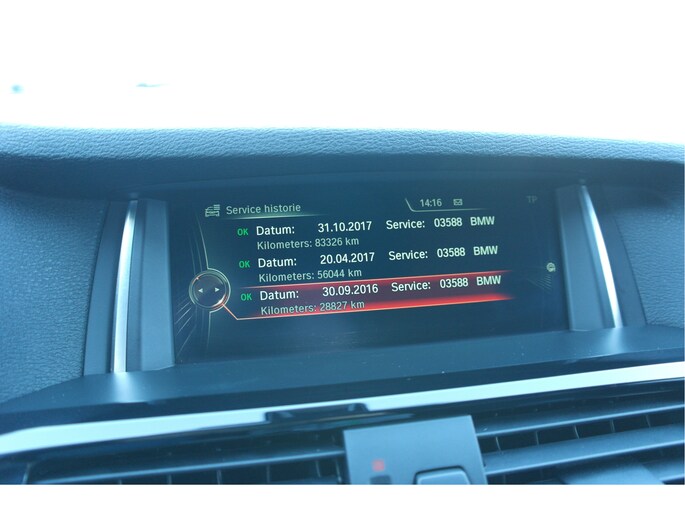 Service historie 14:16 TP
OK Datum: 31.10.2017 Service: 03588 BMW
Kilometers: 83326 km
OK Datum: 20.04.2017 Service: 03588 BMW
Kilometers: 56044 km
OK Datum: 30.09.2016 Service: 03588 BMW
Kilometers: 28827 km